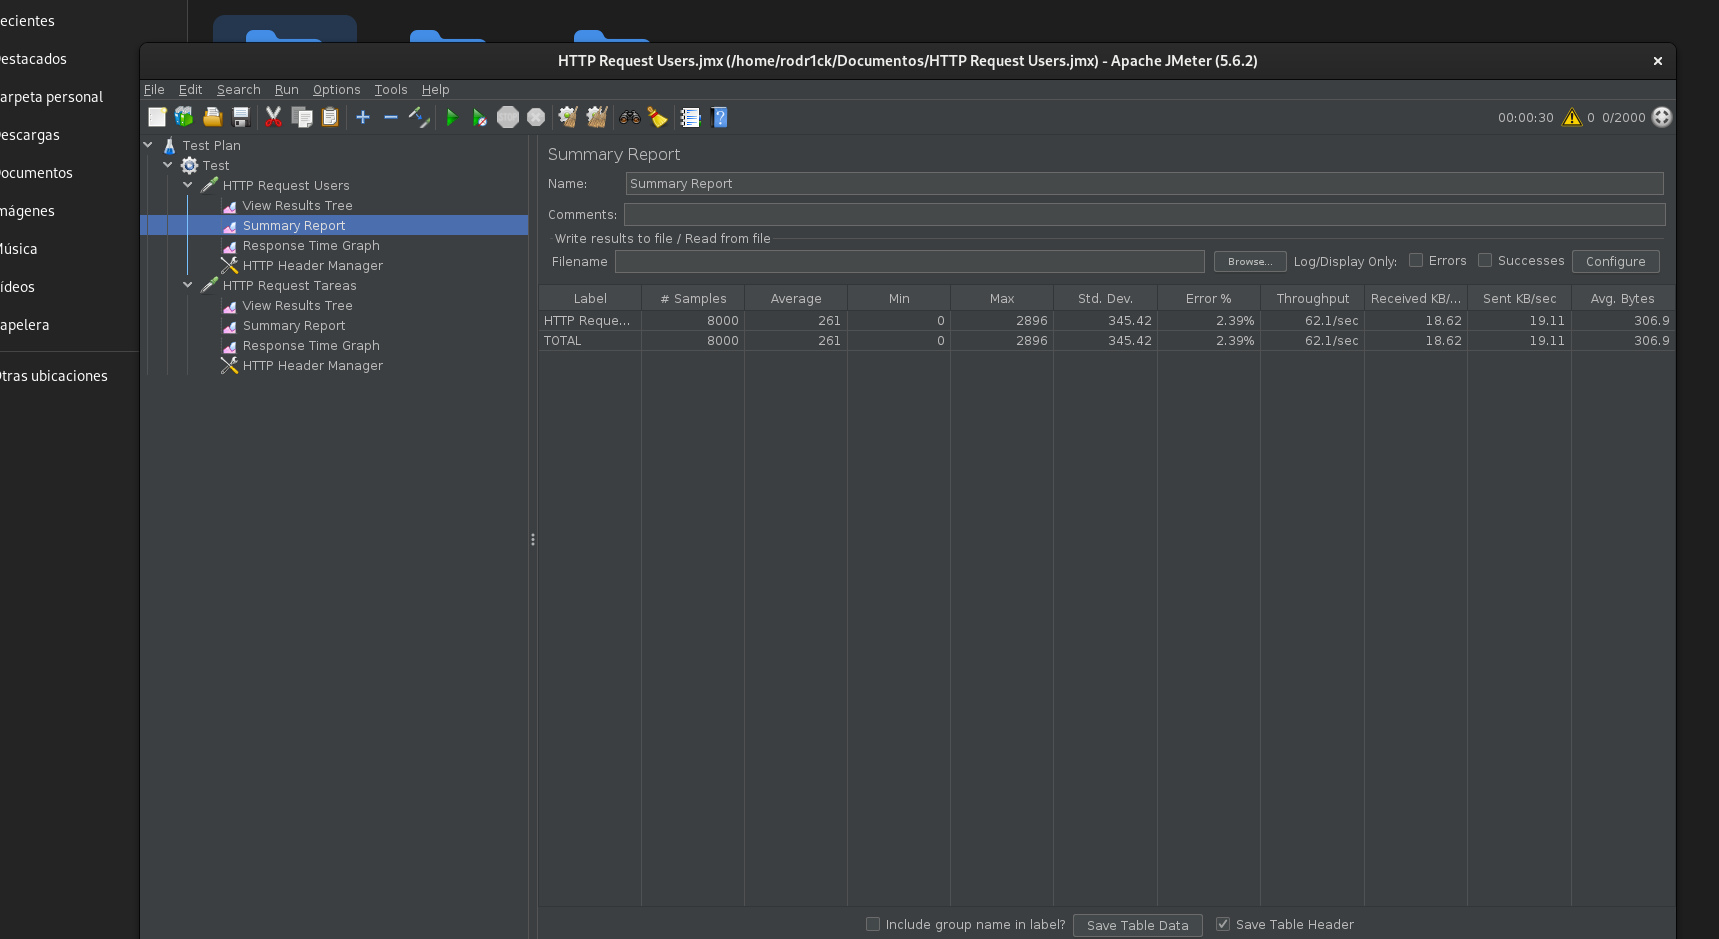 ecientes
estacados
arpeta personal
escargas
ocumentos
mágenes
úsica
ídeos
apelera
tras ubicaciones
HTTP Request Users.jmx (/home/rodr1ck/Documentos/HTTP Request Users.jmx) - Apache JMeter (5.6.2)
File Edit Search Run Options Tools Help
00:00:30 0 0/2000
Test Plan
Test
HTTP Request Users
View Results Tree
Summary Report
Response Time Graph
HTTP Header Manager
HTTP Request Tareas
View Results Tree
Summary Report
Response Time Graph
HTTP Header Manager
Summary Report
Name: Summary Report
Comments:
Write results to file / Read from file
Filename Browse... Log/Display Only: Errors Successes Configure
Label # Samples Average Min Max Std. Dev. Error % Throughput Received KB/... Sent KB/sec Avg. Bytes
HTTP Reque... 8000 261 0 2896 345.42 2.39% 62.1/sec 18.62 19.11 306.9
TOTAL 8000 261 0 2896 345.42 2.39% 62.1/sec 18.62 19.11 306.9
Include group name in label? Save Table Data Save Table Header